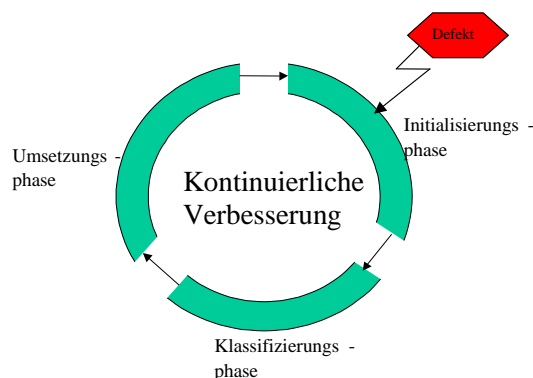 Defekt
Initialisierungs -
phase
Umsetzungs -
phase
Kontinuierliche
Verbesserung
Klassifizierungs -
phase